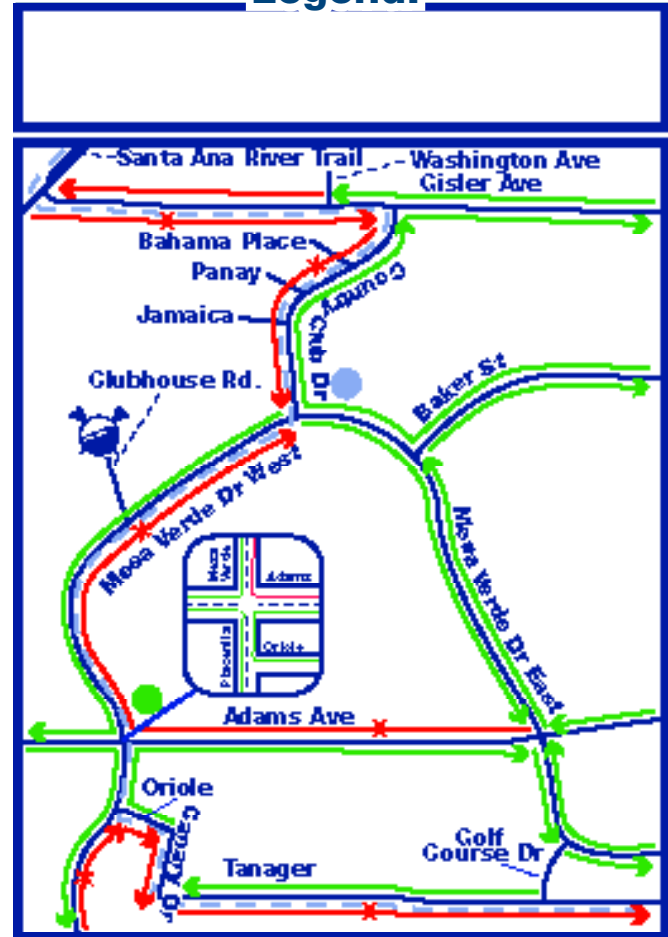 Legend:
Santa Ana River Trail
Washington Ave
Gisler Ave
Bahama Place
Panay
Country Club Dr
Jamaica
Clubhouse Rd.
Baker St
Mesa Verde Dr West
Mesa Verde Dr East
Mesa
Verde
Adams
Placentia
Oriole
Adams Ave
Oriole
Canary Dr
Golf
Course Dr
Tanager